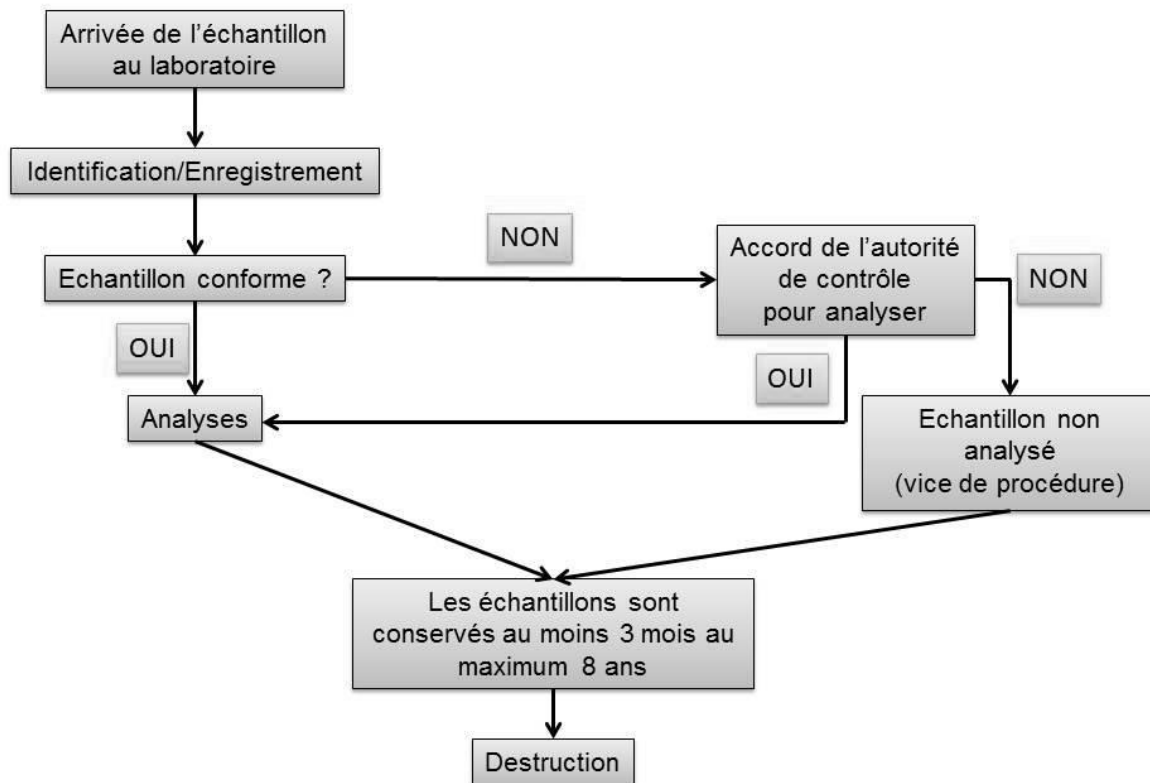 Arrivée de l’échantillon
au laboratoire
Identification/Enregistrement
NON
Echantillon conforme ?
Accord de l’autorité
de contrôle
pour analyser
NON
OUI
OUI
Analyses
Echantillon non
analysé
(vice de procédure)
Les échantillons sont
conservés au moins 3 mois au
maximum 8 ans
Destruction